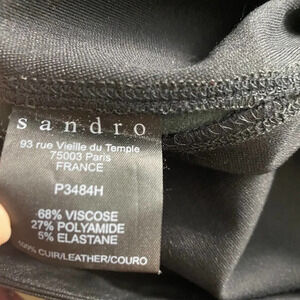 sandro
93 rue Vieille du Temple
75003 Paris
FRANCE
P3484H
68% VISCOSE
27% POLYAMIDE
5% ELASTANE
100% CUIR/LEATHER/COURO